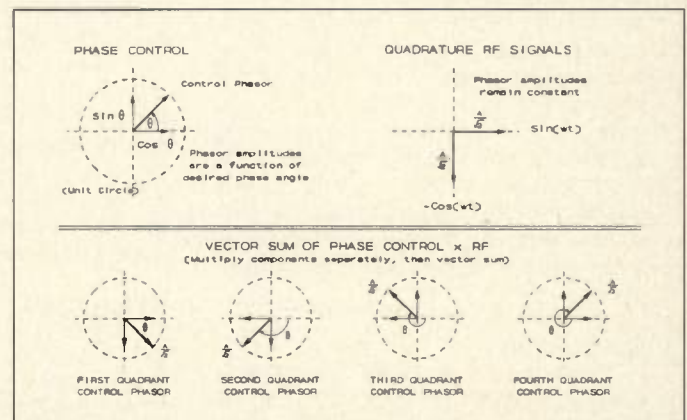 PHASE CONTROL
QUADRATURE RF SIGNALS
Control Phasor
Sin θ
θ
Cos θ
Phasor amplitudes
are a function of
desired phase angle
(Unit Circle)
Phasor amplitudes
remain constant
Sin(wt)
-Cos(wt)
VECTOR SUM OF PHASE CONTROL x RF
(Multiply components separately, then vector sum)
θ
θ
θ
θ
FIRST QUADRANT
CONTROL PHASOR
SECOND QUADRANT
CONTROL PHASOR
THIRD QUADRANT
CONTROL PHASOR
FOURTH QUADRANT
CONTROL PHASOR